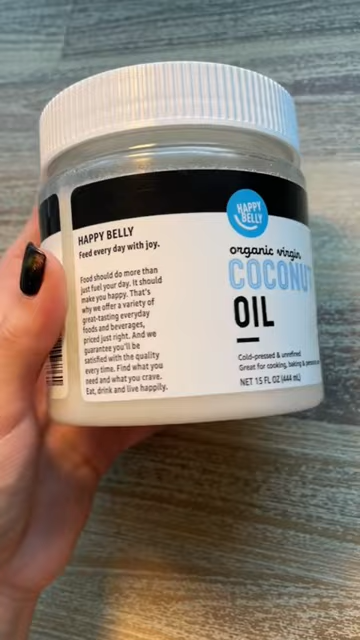 HAPPY BELLY
Feed every day with joy.
Food should do more than
just fuel your day. It should
make you happy. That's
why we offer a variety of
great-tasting everyday
foods and beverages,
priced just right. And we
guarantee you'll be
satisfied with the quality
every time. Find what you
need and what you crave.
Eat, drink and live happily.
HAPPY
BELLY
organic virgin
COCONUT
OIL
Cold-pressed & unrefined
Great for cooking, baking &
NET 15 FL OZ (444 mL)